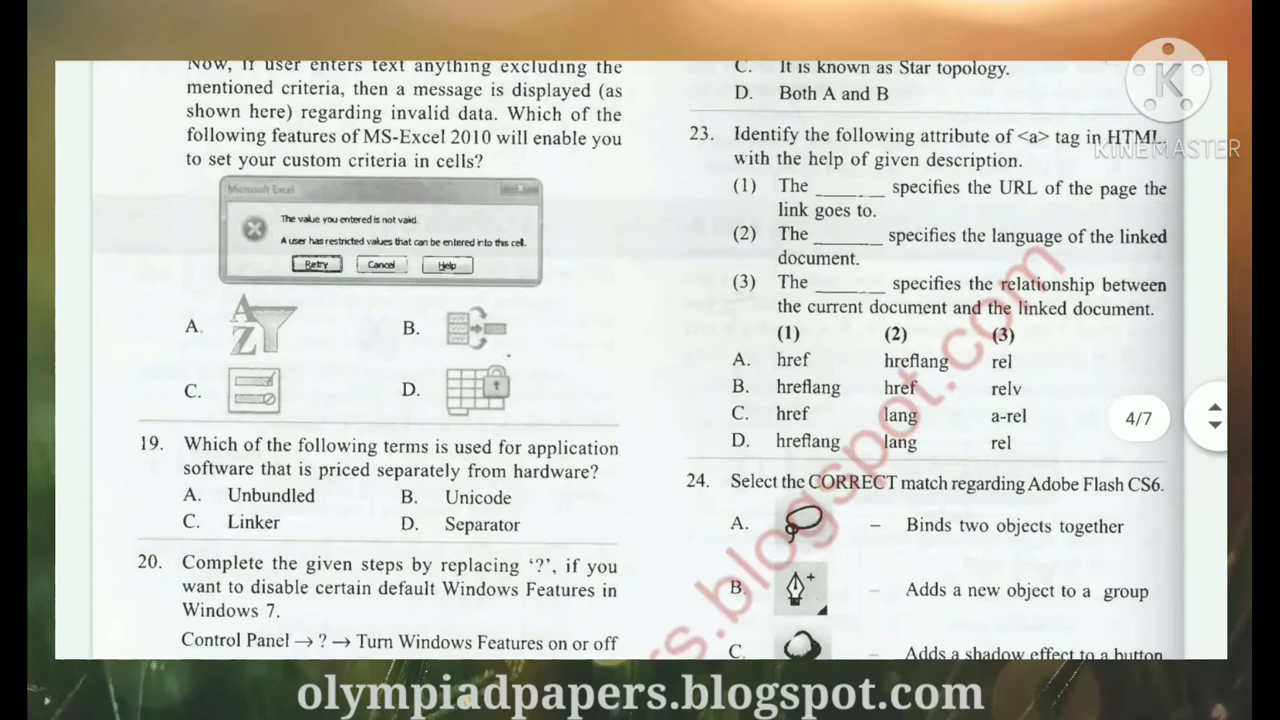 Now, if user enters text anything excluding the
mentioned criteria, then a message is displayed (as
shown here) regarding invalid data. Which of the
following features of MS-Excel 2010 will enable you
to set your custom criteria in cells?
Microsoft Excel
The value you entered is not valid.
A user has restricted values that can be entered into this cell.
Retry Cancel Help
A. B.
C. D.
19. Which of the following terms is used for application
software that is priced separately from hardware?
A. Unbundled B. Unicode
C. Linker D. Separator
20. Complete the given steps by replacing ‘?’, if you
want to disable certain default Windows Features in
Windows 7.
Control Panel → ? → Turn Windows Features on or off
C. It is known as Star topology.
D. Both A and B
23. Identify the following attribute of <a> tag in HTML
with the help of given description.
(1) The _______ specifies the URL of the page the
link goes to.
(2) The _______ specifies the language of the linked
document.
(3) The _______ specifies the relationship between
the current document and the linked document.
(1) (2) (3)
A. href hreflang rel
B. hreflang href relv
C. href lang a-rel
D. hreflang lang rel
24. Select the CORRECT match regarding Adobe Flash CS6.
A. – Binds two objects together
B. – Adds a new object to a group
C. – Adds a shadow effect to a button
K
KINEMASTER
4/7
rs.blogspot.com
olympiadpapers.blogspot.com